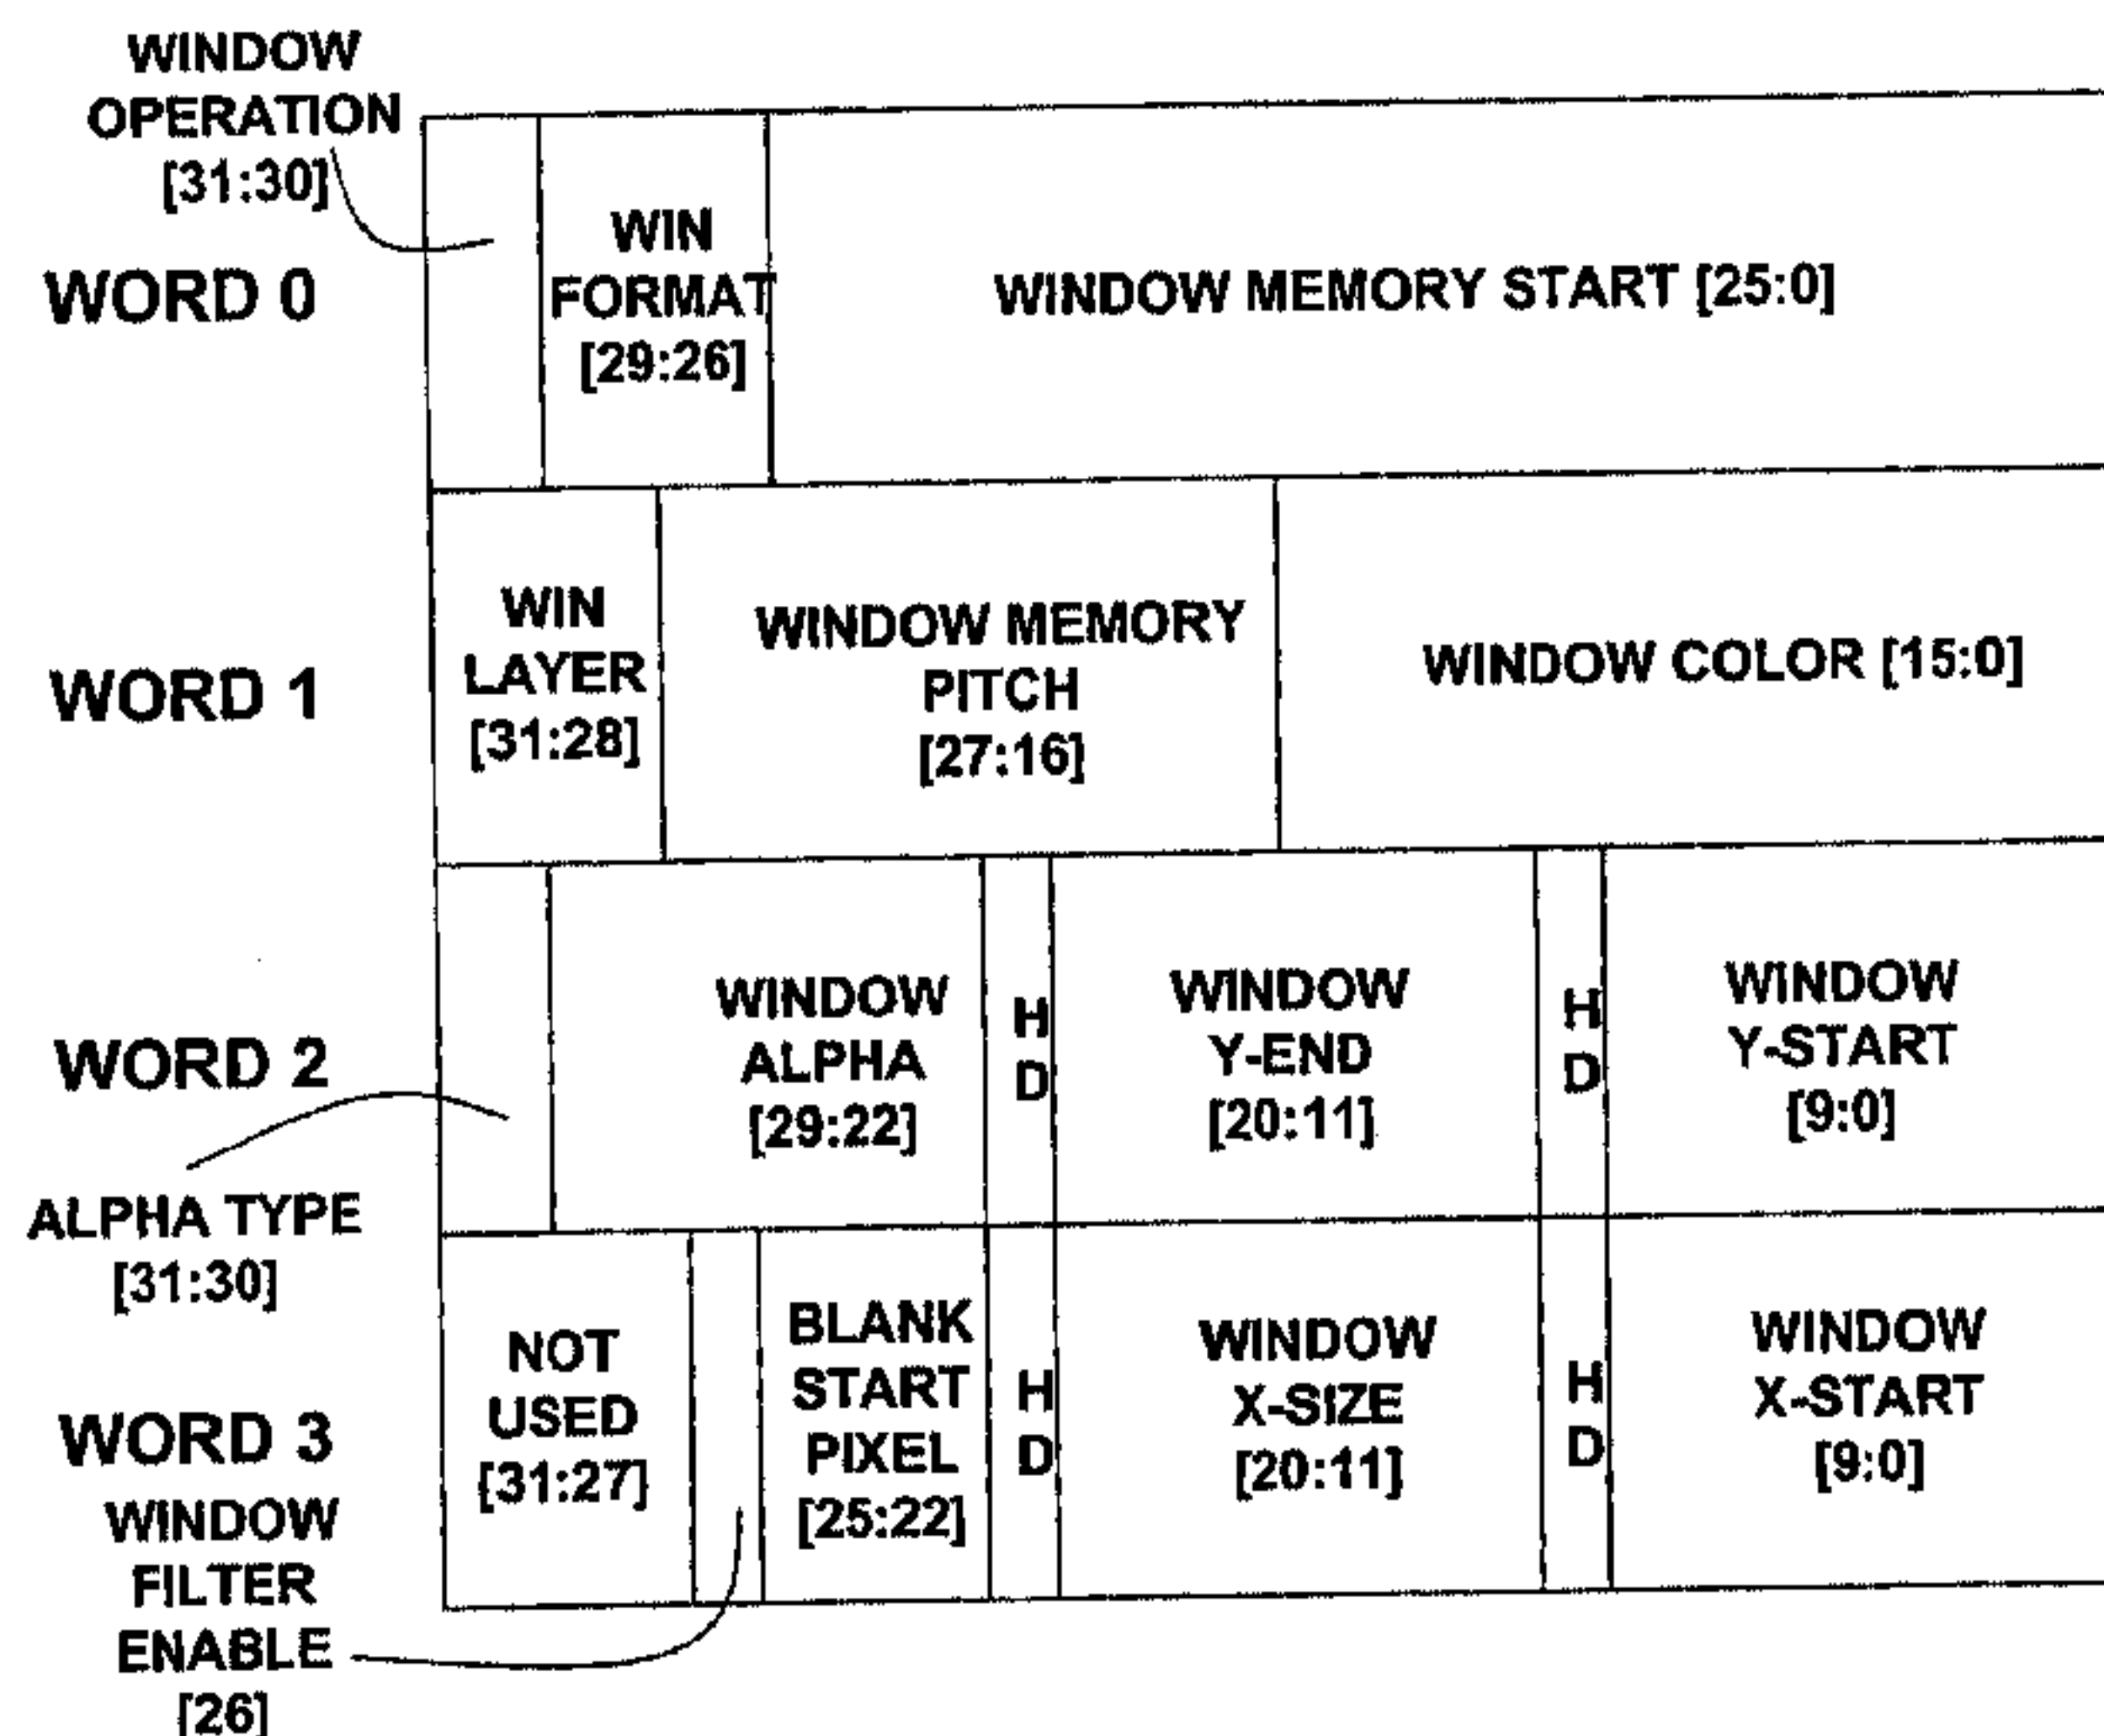 WINDOW
OPERATION
[31:30]
WORD 0
WIN
FORMAT
[29:26]
WINDOW MEMORY START [25:0]
WORD 1
WIN
LAYER
[31:28]
WINDOW MEMORY
PITCH
[27:16]
WINDOW COLOR [15:0]
WORD 2
ALPHA TYPE
[31:30]
WINDOW
ALPHA
[29:22]
H
D
WINDOW
Y-END
[20:11]
H
D
WINDOW
Y-START
[9:0]
WORD 3
NOT
USED
[31:27]
WINDOW
FILTER
ENABLE
[26]
BLANK
START
PIXEL
[25:22]
H
D
WINDOW
X-SIZE
[20:11]
H
D
WINDOW
X-START
[9:0]